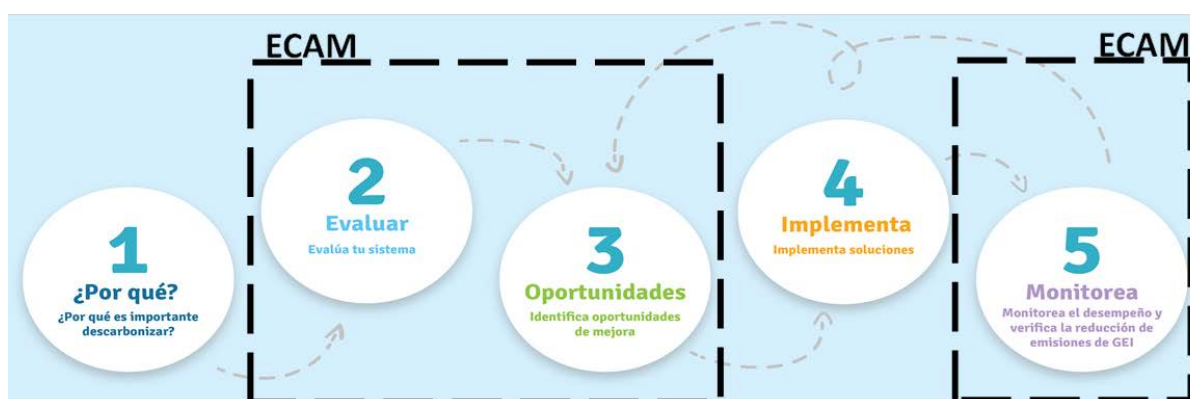 ECAM
ECAM
1
¿Por qué?
¿Por qué es importante
descarbonizar?
2
Evaluar
Evalúa tu sistema
3
Oportunidades
Identifica oportunidades
de mejora
4
Implementa
Implementa soluciones
5
Monitorea
Monitorea el desempeño y
verifica la reducción de
emisiones de GEI